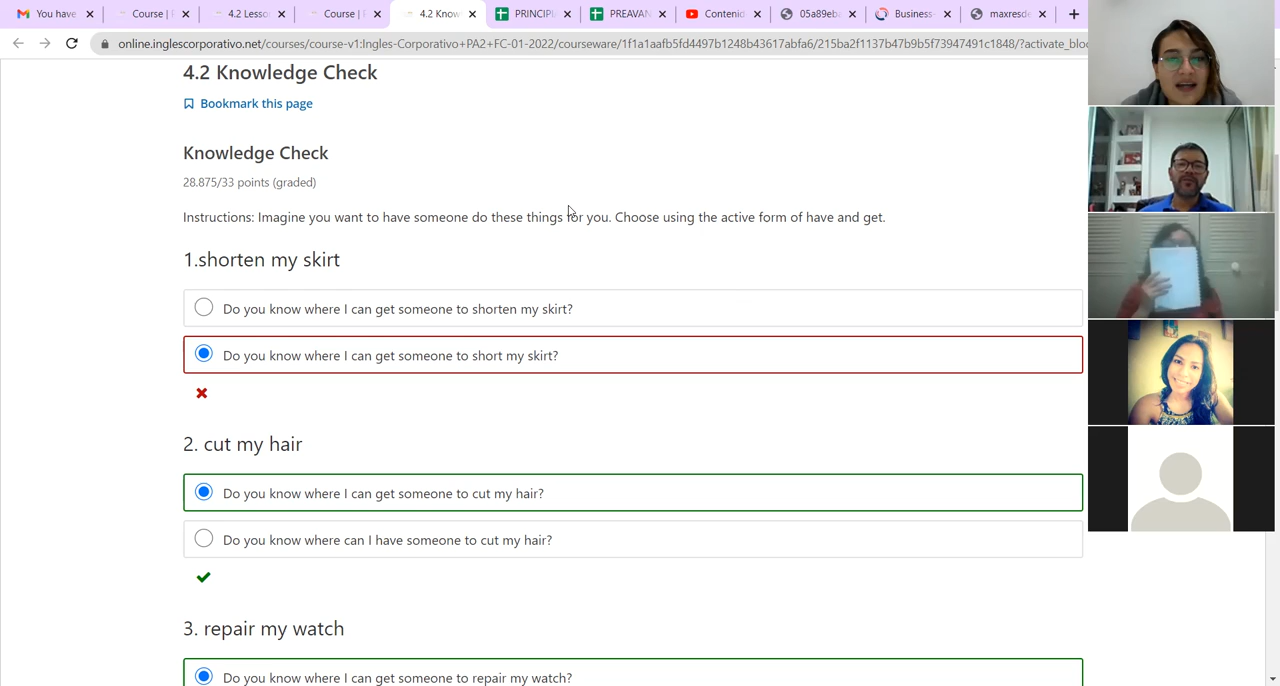 You have
Course |
4.2 Lesso
Course |
4.2 Know
PRINCIPI
PREAVAN
Conteni
05a89eb
Business
maxresde
online.inglescorporativo.net/courses/course-v1:Ingles-Corporativo+PA2+FC-01-2022/courseware/1f1a1aafb5fd4497b1248b43617abfa6/215ba2f1137b47b9b5f73947491c1848/?activate_bloc
4.2 Knowledge Check
Bookmark this page
Knowledge Check
28.875/33 points (graded)
Instructions: Imagine you want to have someone do these things for you. Choose using the active form of have and get.
1.shorten my skirt
Do you know where I can get someone to shorten my skirt?
Do you know where I can get someone to short my skirt?
2. cut my hair
Do you know where I can get someone to cut my hair?
Do you know where can I have someone to cut my hair?
3. repair my watch
Do you know where I can get someone to repair my watch?